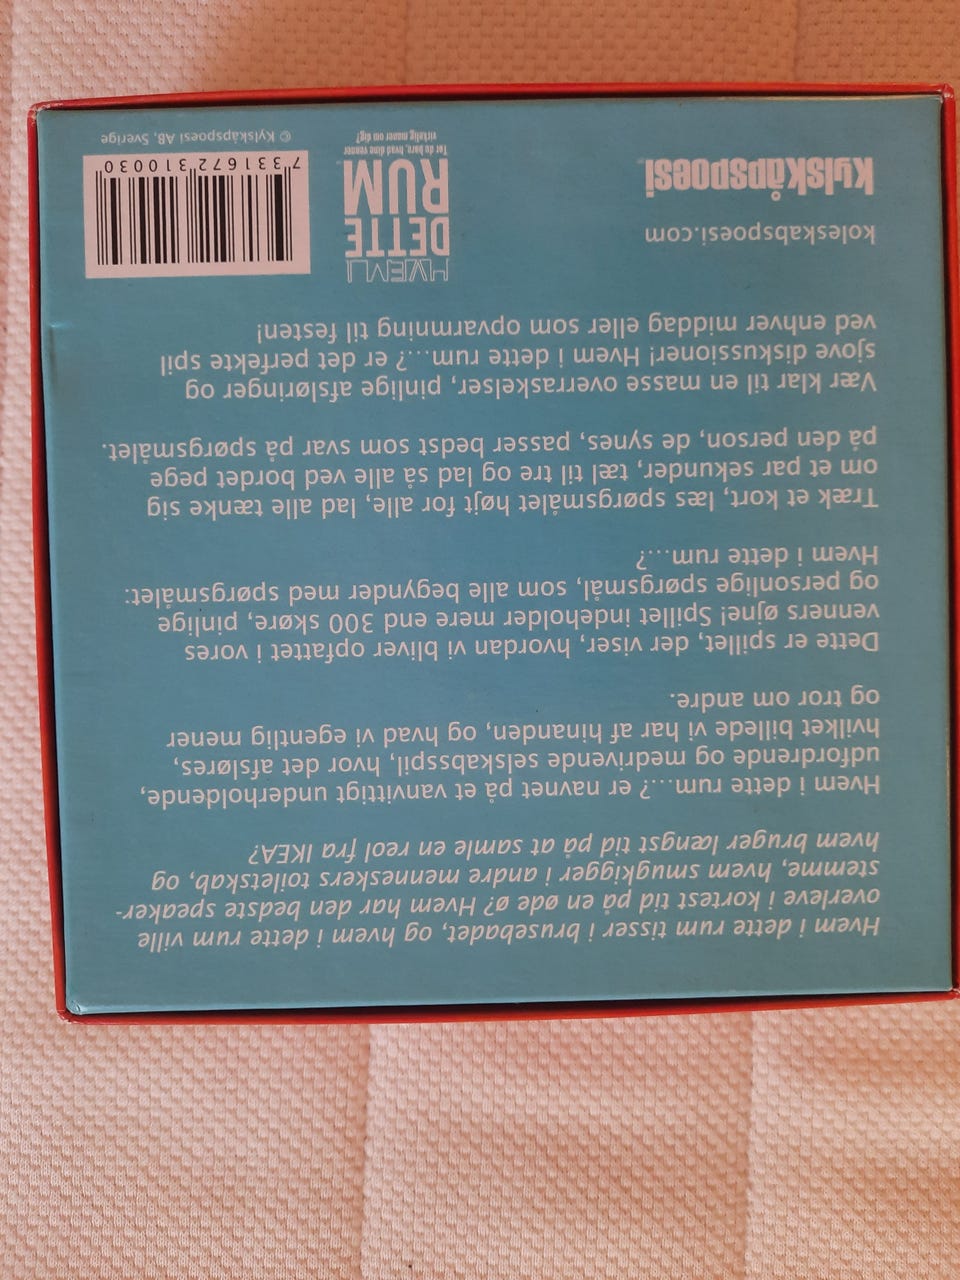 Hvem i dette rum tisser i brusebadet, og hvem i dette rum ville
overleve i kortest tid på en øde ø? Hvem har den bedste speaker-
stemme, hvem smugkigger i andre menneskers toiletskab, og
hvem bruger længst tid på at samle en reol fra IKEA?
Hvem i dette rum...? er navnet på et vanvittigt underholdende,
udfordrende og medrivende selskabsspil, hvor det afsløres,
hvilket billede vi har af hinanden, og hvad vi egentlig mener
og tror om andre.
Dette er spillet, der viser, hvordan vi bliver opfattet i vores
venners øjne! Spillet indeholder mere end 300 skøre, pinlige
og personlige spørgsmål, som alle begynder med spørgsmålet:
Hvem i dette rum...?
Træk et kort, læs spørgsmålet højt for alle, lad alle tænke sig
om et par sekunder, tæl til tre og lad så alle ved bordet pege
på den person, de synes, passer bedst som svar på spørgsmålet.
Vær klar til en masse overraskelser, pinlige afsløringer og
sjove diskussioner! Hvem i dette rum...? er det perfekte spil
ved enhver middag eller som opvarmning til festen!
koleskabspoesi.com
Kylskåpspoesi
HVEM I
DETTE
RUM
Tør du høre, hvad dine venner
virkelig mener om dig?
7 331672 310030
© Kylskåpspoesi AB, Sverige